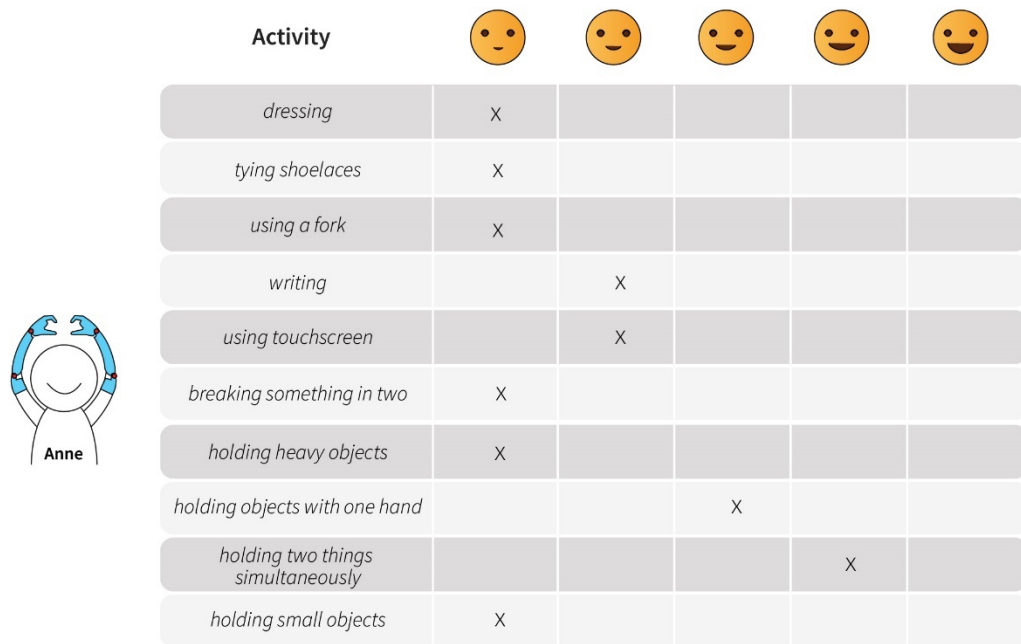 Activity
dressing
X
tying shoelaces
X
using a fork
X
writing
X
using touchscreen
X
breaking something in two
X
Anne
holding heavy objects
X
holding objects with one hand
X
holding two things
simultaneously
X
holding small objects
X